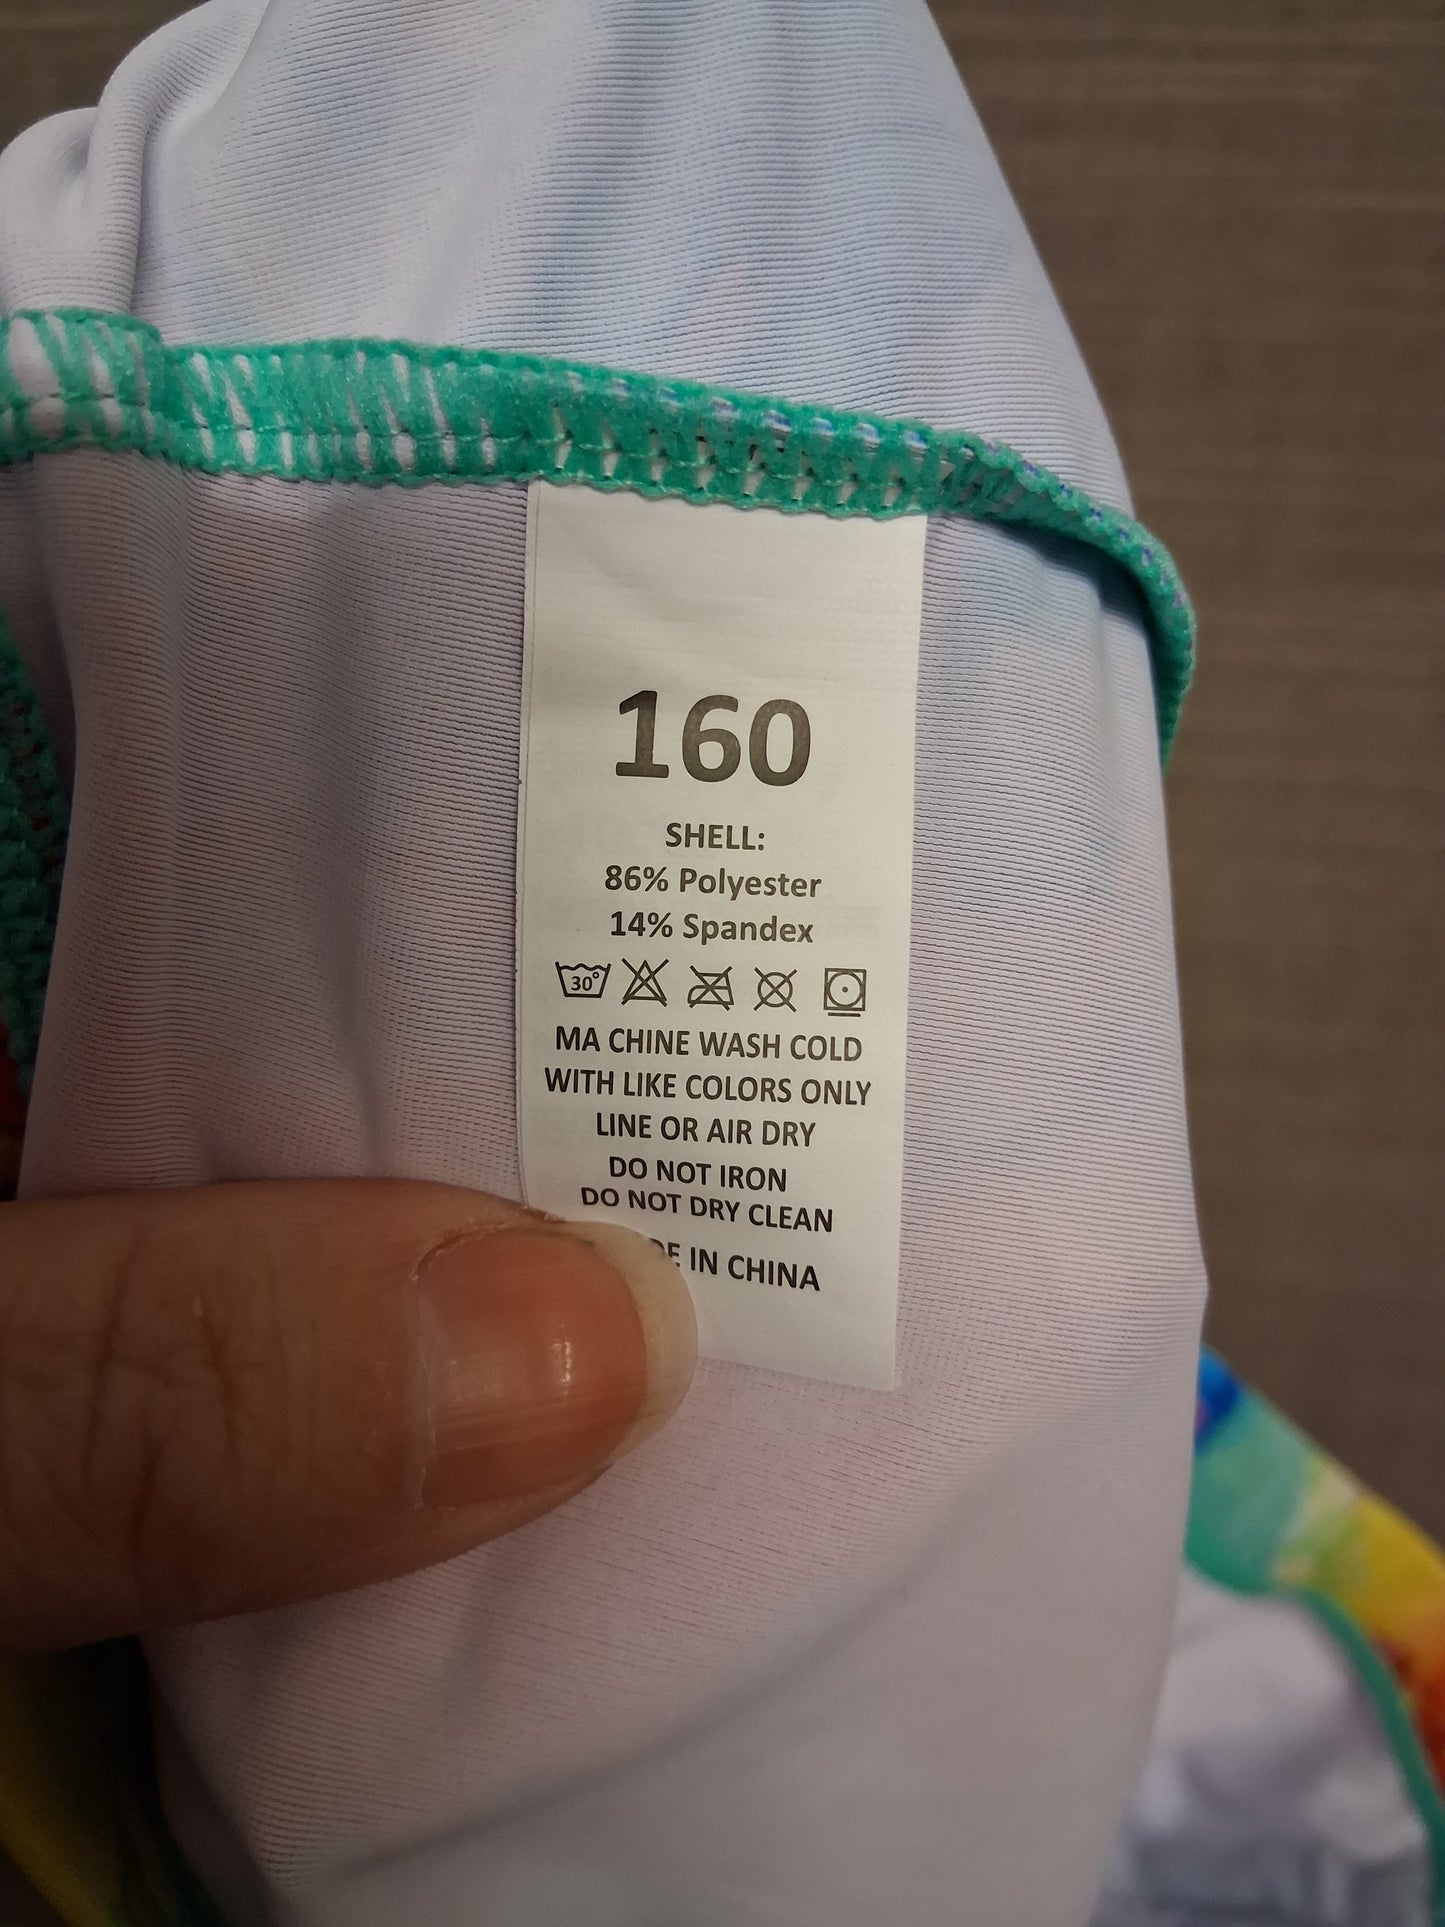 160
SHELL:
86% Polyester
14% Spandex
30°
MA CHINE WASH COLD
WITH LIKE COLORS ONLY
LINE OR AIR DRY
DO NOT IRON
DO NOT DRY CLEAN
IN CHINA